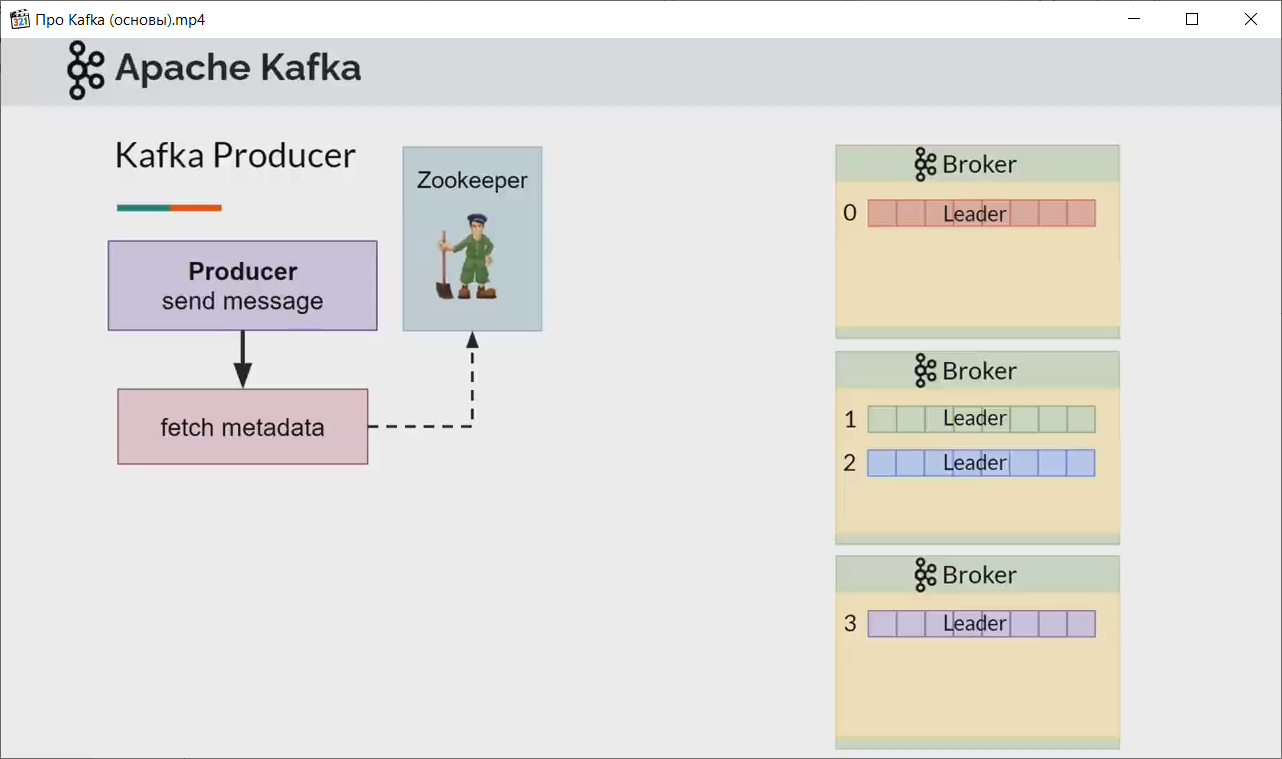 Про Kafka (основы).mp4
Apache Kafka
Kafka Producer
Zookeeper
Producer
send message
fetch metadata
Broker
0 Leader
Broker
1 Leader
2 Leader
Broker
3 Leader